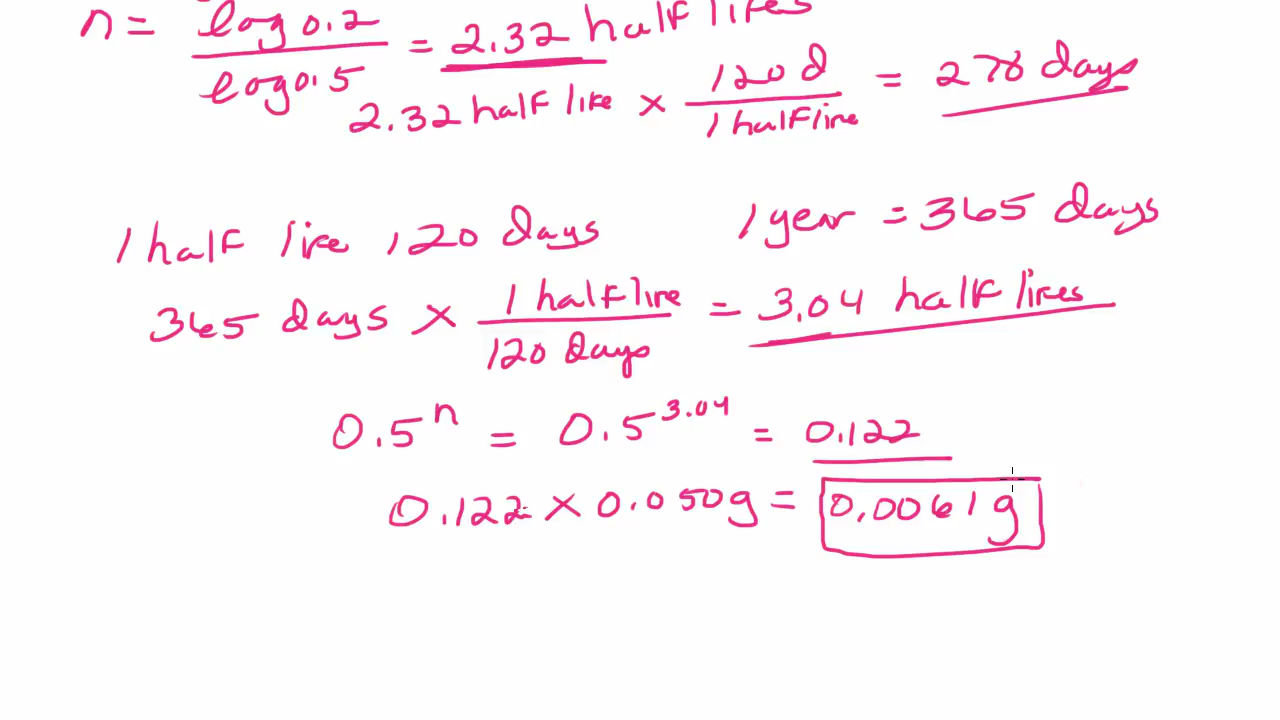 n = log 0.2 / log 0.5 = 2.32 half lifes
2.32 half life × 120 d / 1 half life = 278 days
1 half life 120 days 1 year = 365 days
365 days × 1 half life / 120 days = 3.04 half lives
0.5^n = 0.5^3.04 = 0.122
0.122 × 0.050g = 0.0061 g